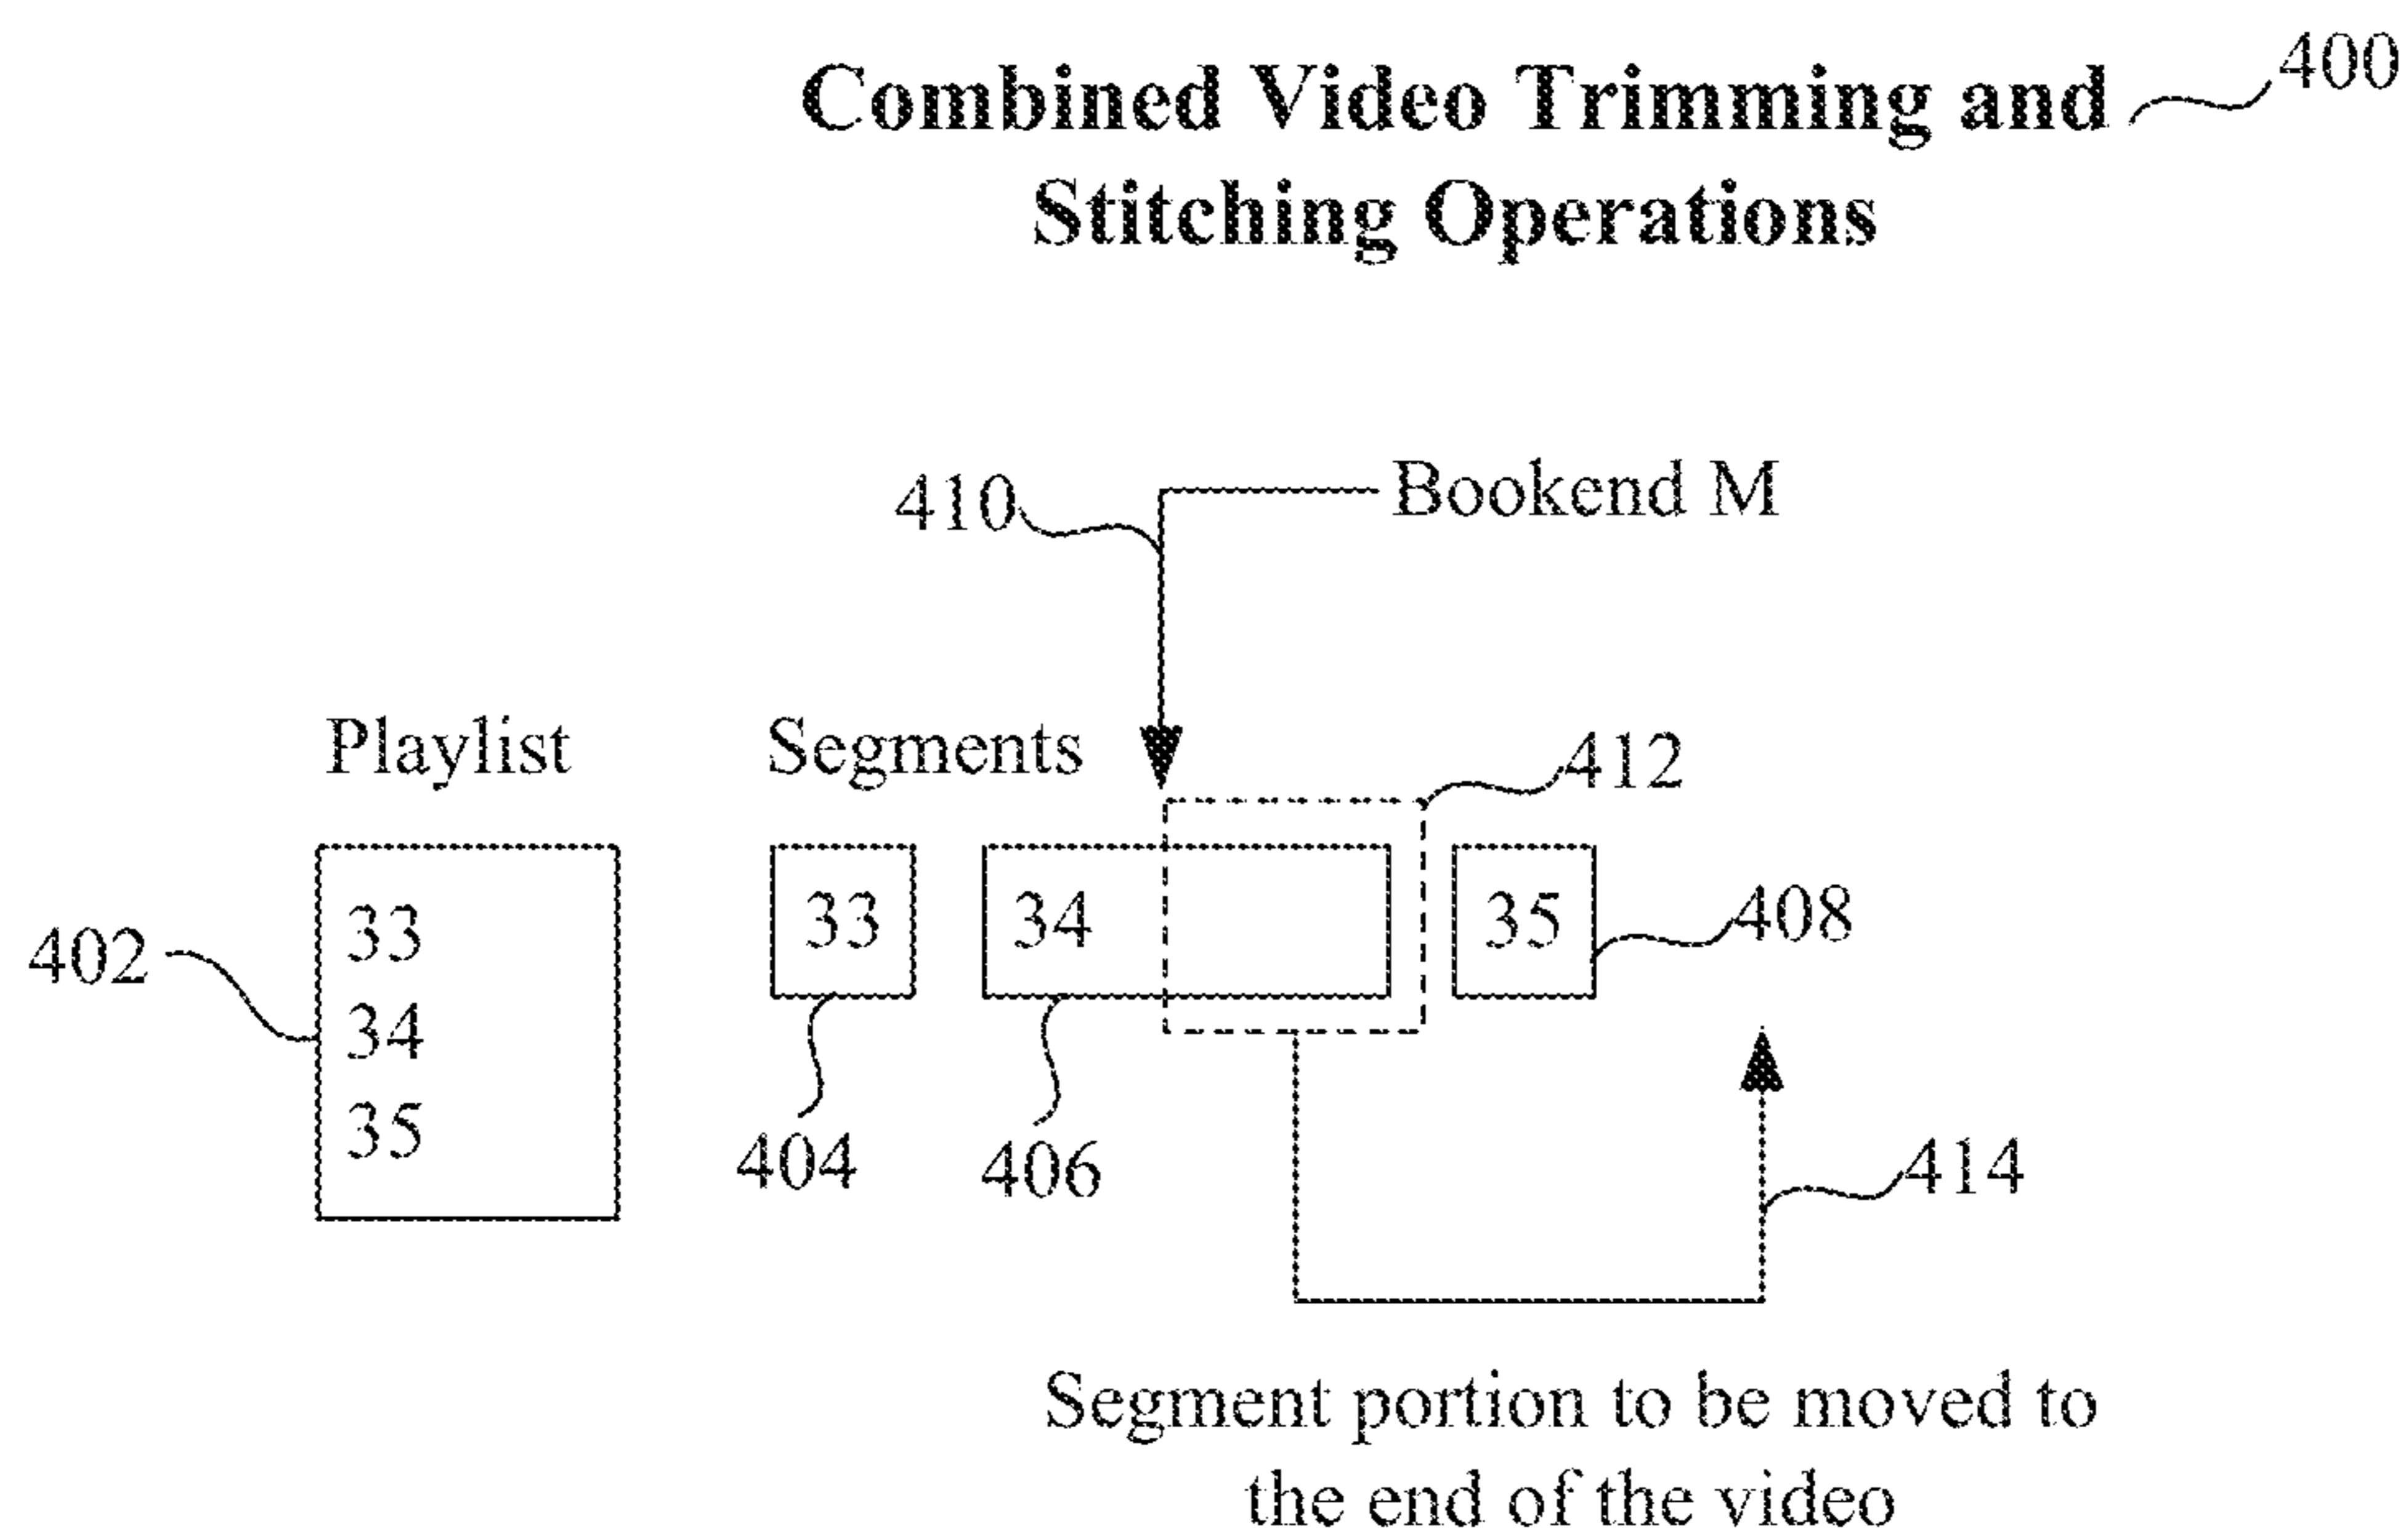 Combined Video Trimming and
Stitching Operations
400
410
Bookend M
Playlist
Segments
412
33
34
35
402
33
34
35
408
404
406
414
Segment portion to be moved to
the end of the video